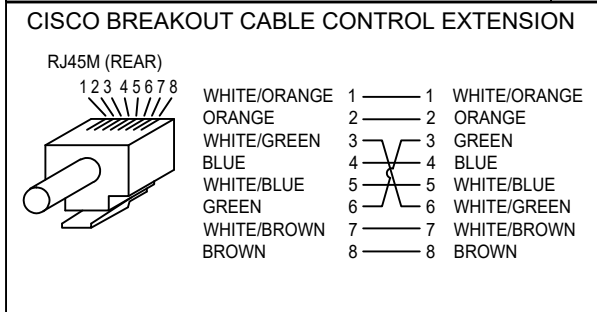 CISCO BREAKOUT CABLE CONTROL EXTENSION
RJ45M (REAR)
1 2 3 4 5 6 7 8
WHITE/ORANGE 1 1 WHITE/ORANGE
ORANGE 2 2 ORANGE
WHITE/GREEN 3 3 GREEN
BLUE 4 4 BLUE
WHITE/BLUE 5 5 WHITE/BLUE
GREEN 6 6 WHITE/GREEN
WHITE/BROWN 7 7 WHITE/BROWN
BROWN 8 8 BROWN